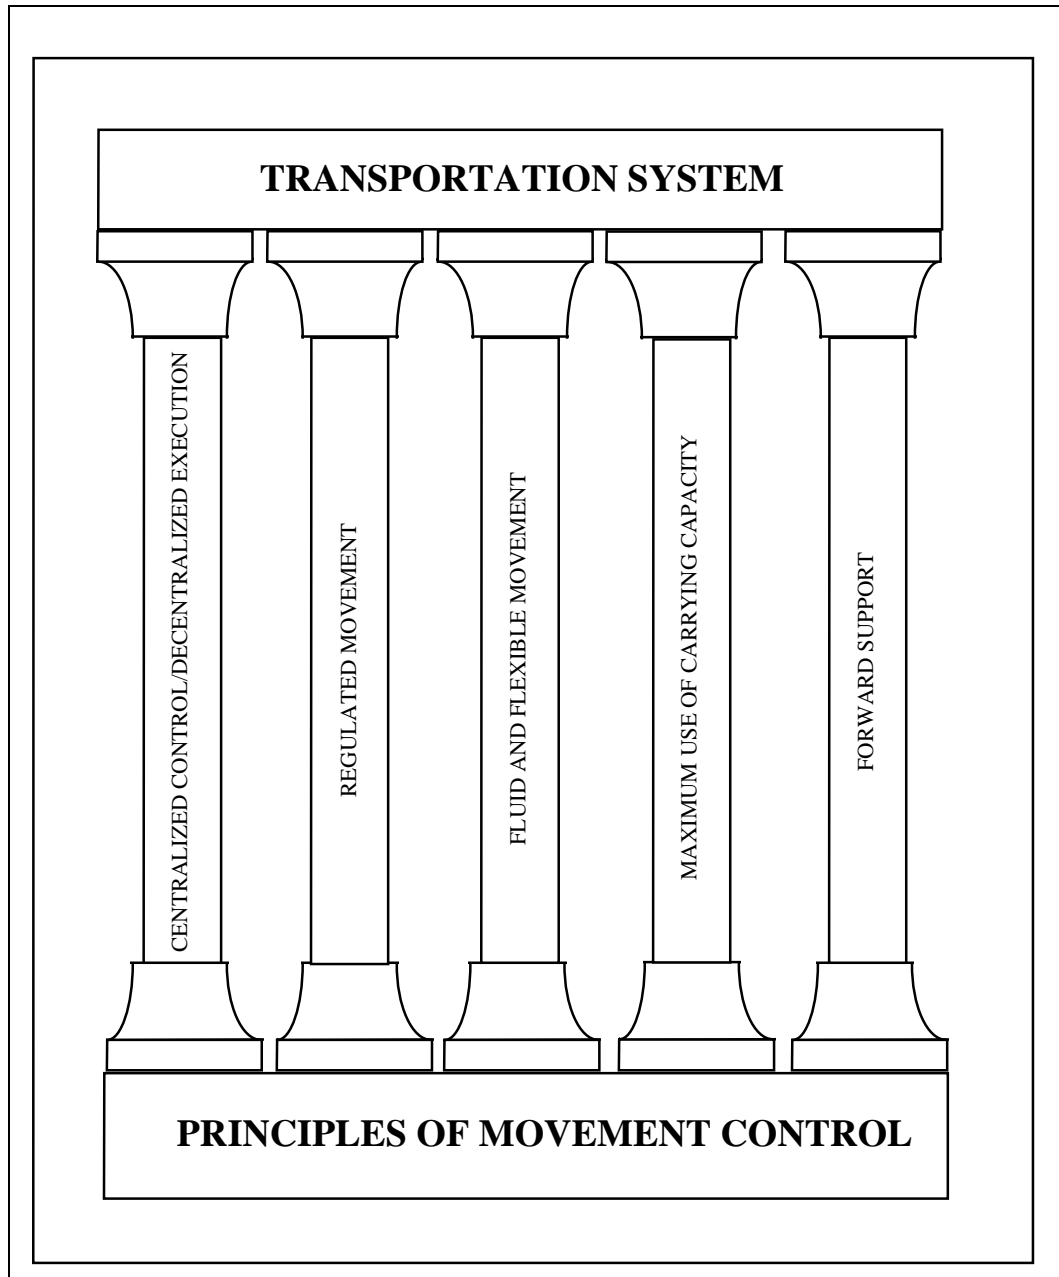 TRANSPORTATION SYSTEM
CENTRALIZED CONTROL/DECENTRALIZED EXECUTION
REGULATED MOVEMENT
FLUID AND FLEXIBLE MOVEMENT
MAXIMUM USE OF CARRYING CAPACITY
FORWARD SUPPORT
PRINCIPLES OF MOVEMENT CONTROL